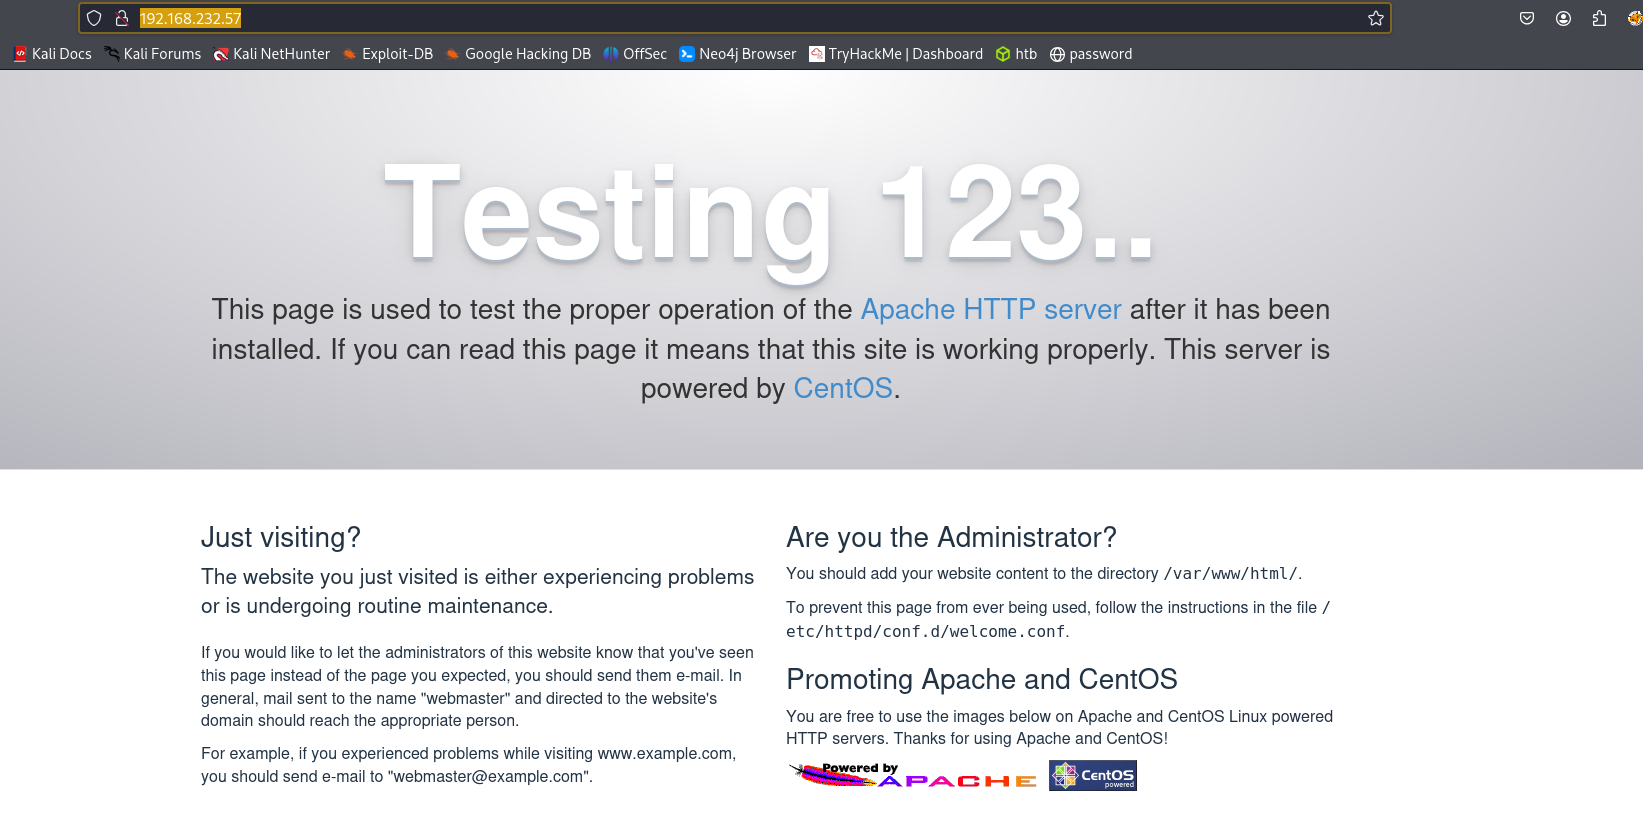 192.168.232.57
Kali Docs Kali Forums Kali NetHunter Exploit-DB Google Hacking DB OffSec Neo4j Browser TryHackMe | Dashboard htb password
Testing 123..
This page is used to test the proper operation of the Apache HTTP server after it has been
installed. If you can read this page it means that this site is working properly. This server is
powered by CentOS.
Just visiting?
The website you just visited is either experiencing problems
or is undergoing routine maintenance.
If you would like to let the administrators of this website know that you've seen
this page instead of the page you expected, you should send them e-mail. In
general, mail sent to the name "webmaster" and directed to the website's
domain should reach the appropriate person.
For example, if you experienced problems while visiting www.example.com,
you should send e-mail to "webmaster@example.com".
Are you the Administrator?
You should add your website content to the directory /var/www/html/.
To prevent this page from ever being used, follow the instructions in the file /
etc/httpd/conf.d/welcome.conf.
Promoting Apache and CentOS
You are free to use the images below on Apache and CentOS Linux powered
HTTP servers. Thanks for using Apache and CentOS!
Powered by
APACHE
CentOS
powered